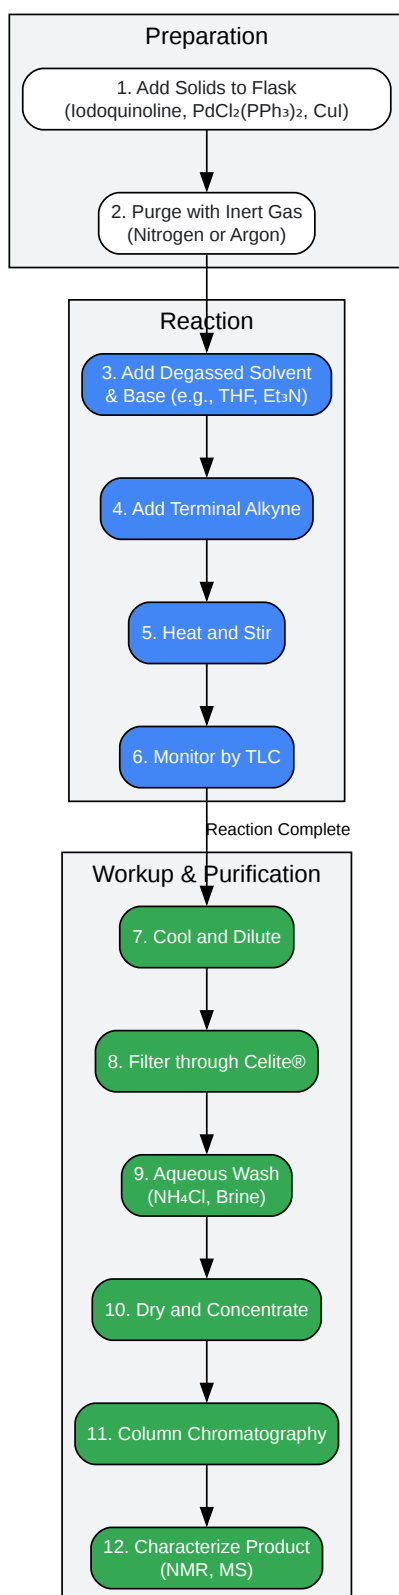 Preparation
1. Add Solids to Flask
(Iodoquinoline, PdCl₂(PPh₃)₂, CuI)
2. Purge with Inert Gas
(Nitrogen or Argon)
Reaction
3. Add Degassed Solvent
& Base (e.g., THF, Et₃N)
4. Add Terminal Alkyne
5. Heat and Stir
6. Monitor by TLC
Reaction Complete
Workup & Purification
7. Cool and Dilute
8. Filter through Celite®
9. Aqueous Wash
(NH₄Cl, Brine)
10. Dry and Concentrate
11. Column Chromatography
12. Characterize Product
(NMR, MS)